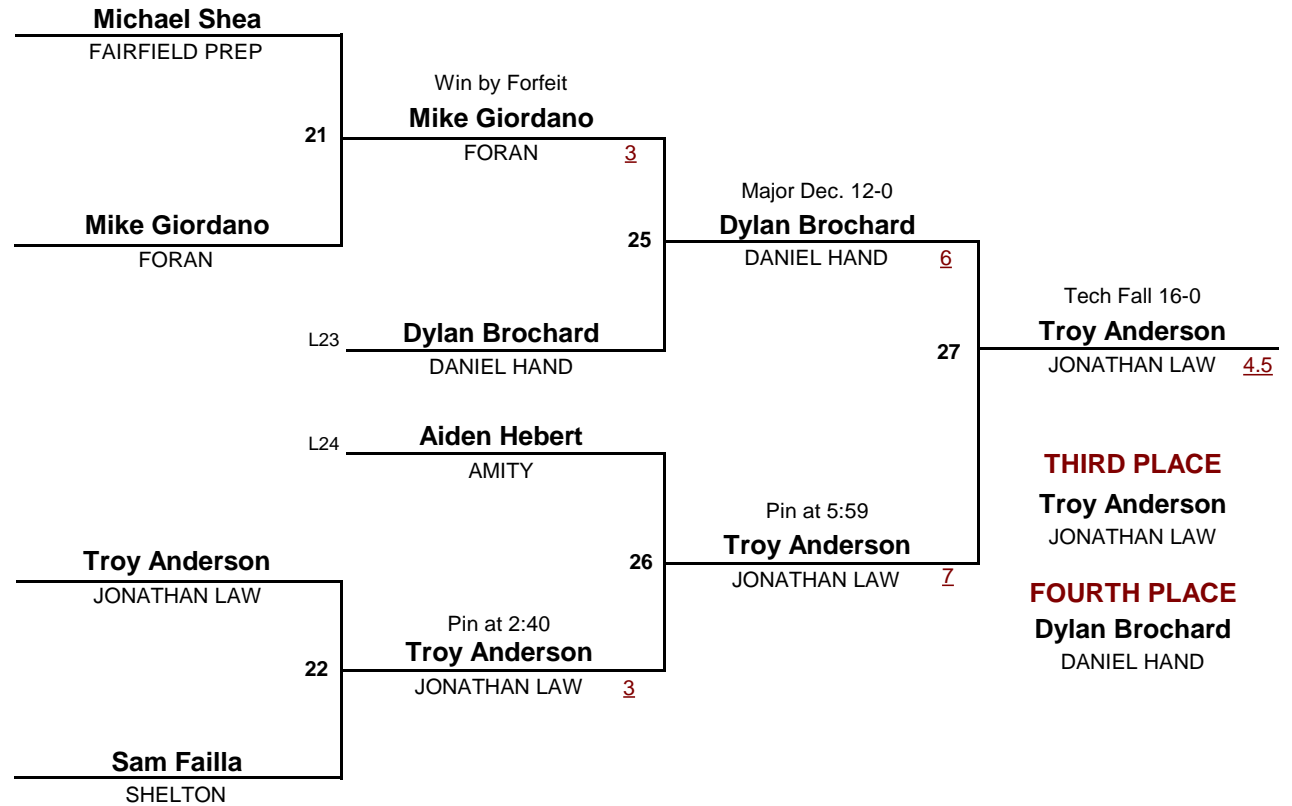 Michael Shea
FAIRFIELD PREP
21
Mike Giordano
FORAN
Win by Forfeit
Mike Giordano
FORAN 3
25
L23 Dylan Brochard
DANIEL HAND
Major Dec. 12-0
Dylan Brochard
DANIEL HAND 6
27
Tech Fall 16-0
Troy Anderson
JONATHAN LAW 4.5
L24 Aiden Hebert
AMITY
26
Pin at 5:59
Troy Anderson
JONATHAN LAW 7
Troy Anderson
JONATHAN LAW
22
Pin at 2:40
Troy Anderson
JONATHAN LAW 3
Sam Failla
SHELTON
THIRD PLACE
Troy Anderson
JONATHAN LAW
FOURTH PLACE
Dylan Brochard
DANIEL HAND